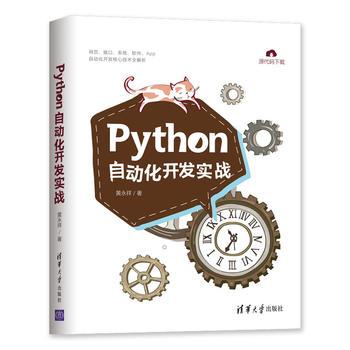 网页、接口、系统、软件、App
自动化开发核心技术全解析
源代码下载
Python
自动化开发实战
黄永祥 / 著
清华大学出版社
Python自动化开发实战
黄永祥 / 著
清华大学出版社